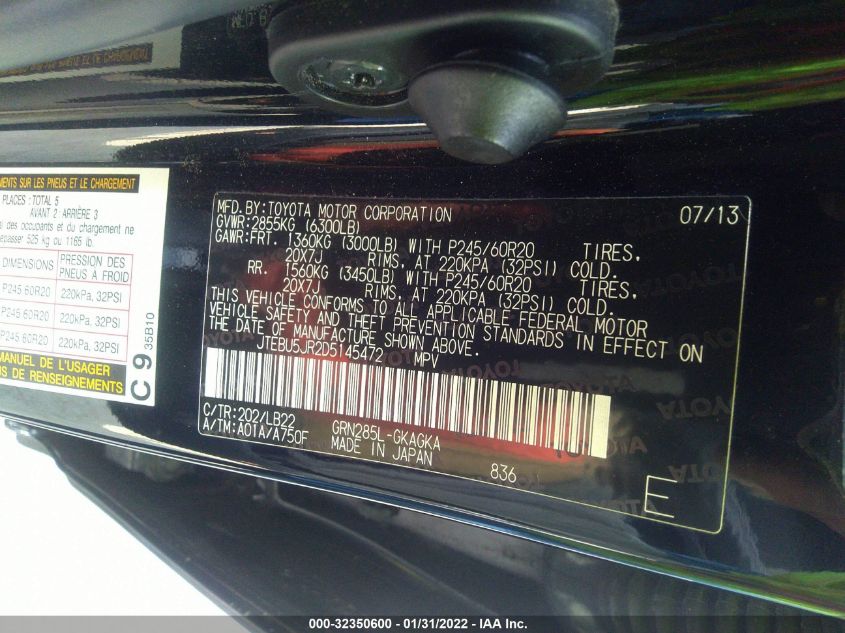 MENTS SUR LES PNEUS ET LE CHARGEMENT
PLACES : TOTAL 5
AVANT 2 ARRIÈRE 3
al des occupants et du chargement ne
epasser 525 kg ou 1165 lb.
DIMENSIONS PRESSION DES PNEUS À FROID
P245/60R20 220kPa, 32PSI
P245/60R20 220kPa, 32PSI
P245/60R20 220kPa, 32PSI
MANUEL DE L'USAGER
US DE RENSEIGNEMENTS
C9 35B10
MFD.BY:TOYOTA MOTOR CORPORATION 07/13
GVWR:2855KG (6300LB)
GAWR:FRT. 1360KG (3000LB) WITH P245/60R20 TIRES,
20X7J RIMS, AT 220KPA (32PSI) COLD.
RR. 1560KG (3450LB) WITH P245/60R20 TIRES,
20X7J RIMS, AT 220KPA (32PSI) COLD.
THIS VEHICLE CONFORMS TO ALL APPLICABLE FEDERAL MOTOR
VEHICLE SAFETY AND THEFT PREVENTION STANDARDS IN EFFECT ON
THE DATE OF MANUFACTURE SHOWN ABOVE.
JTEBU5JR2D5145472 MPV
C/TR:202/LB22 GRN285L-GKAGKA
A/TM:A01A/A750F MADE IN JAPAN 836
E
000-32350600 - 01/31/2022 - IAA Inc.